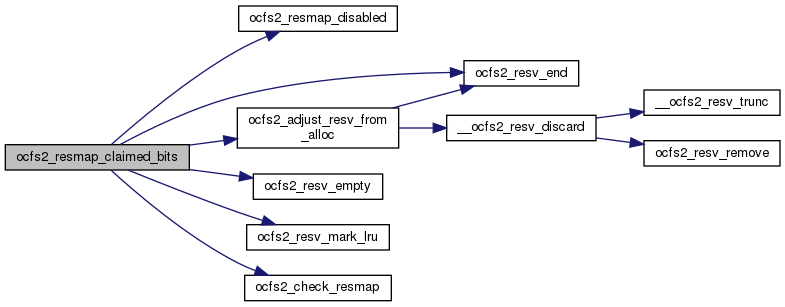 ocfs2_resmap_disabled
ocfs2_resv_end
__ocfs2_resv_trunc
ocfs2_adjust_resv_from
_alloc
__ocfs2_resv_discard
ocfs2_resmap_claimed_bits
ocfs2_resv_remove
ocfs2_resv_empty
ocfs2_resv_mark_lru
ocfs2_check_resmap